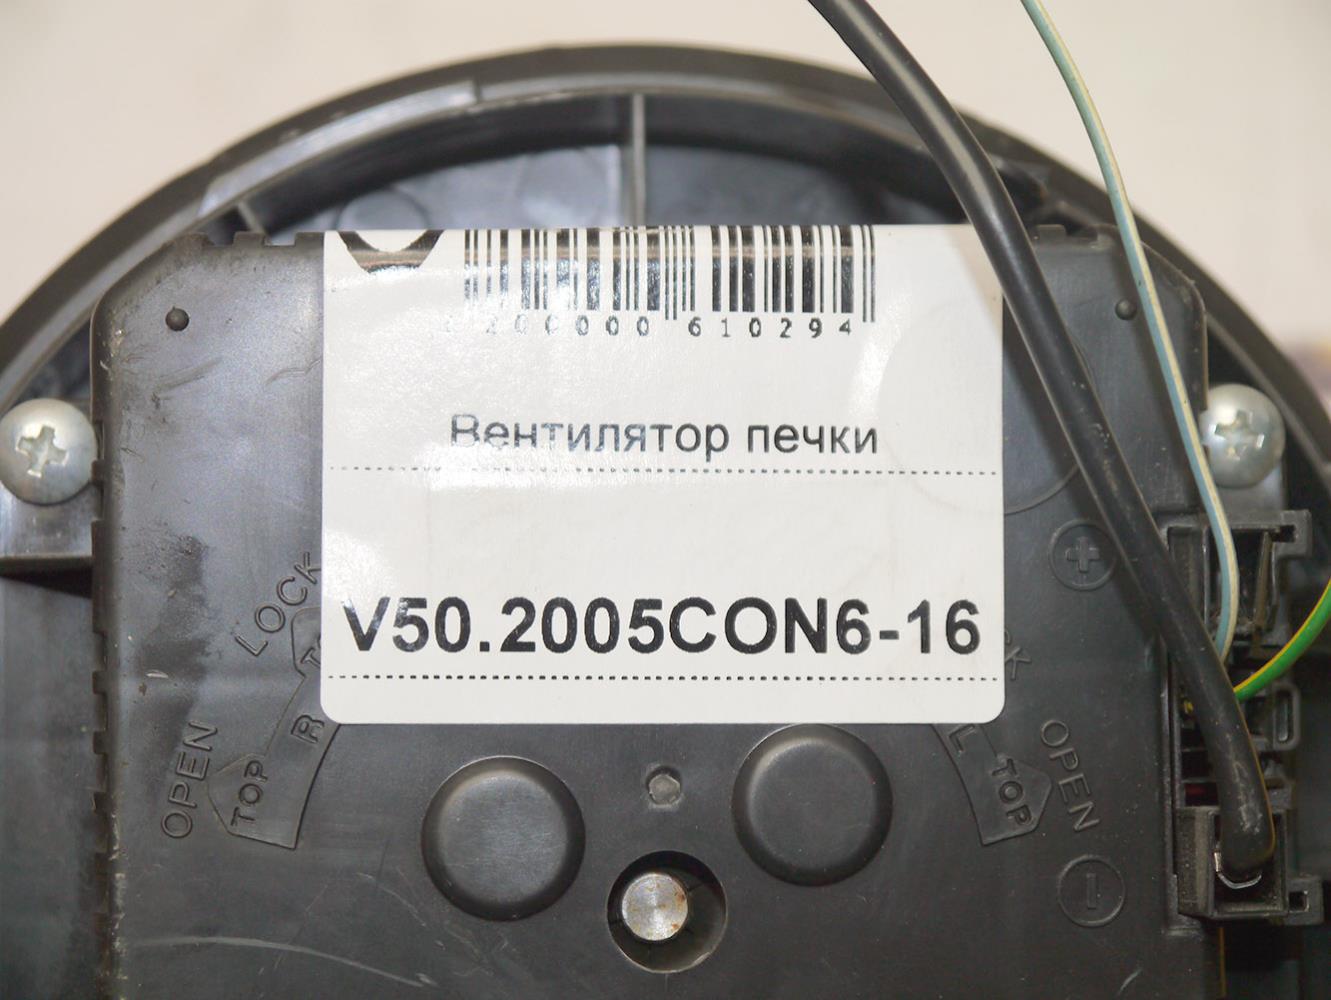 200000 610294
Вентилятор печки
V50.2005CON6-16
LOCK
R
OPEN
TOP
L
TOP
OPEN